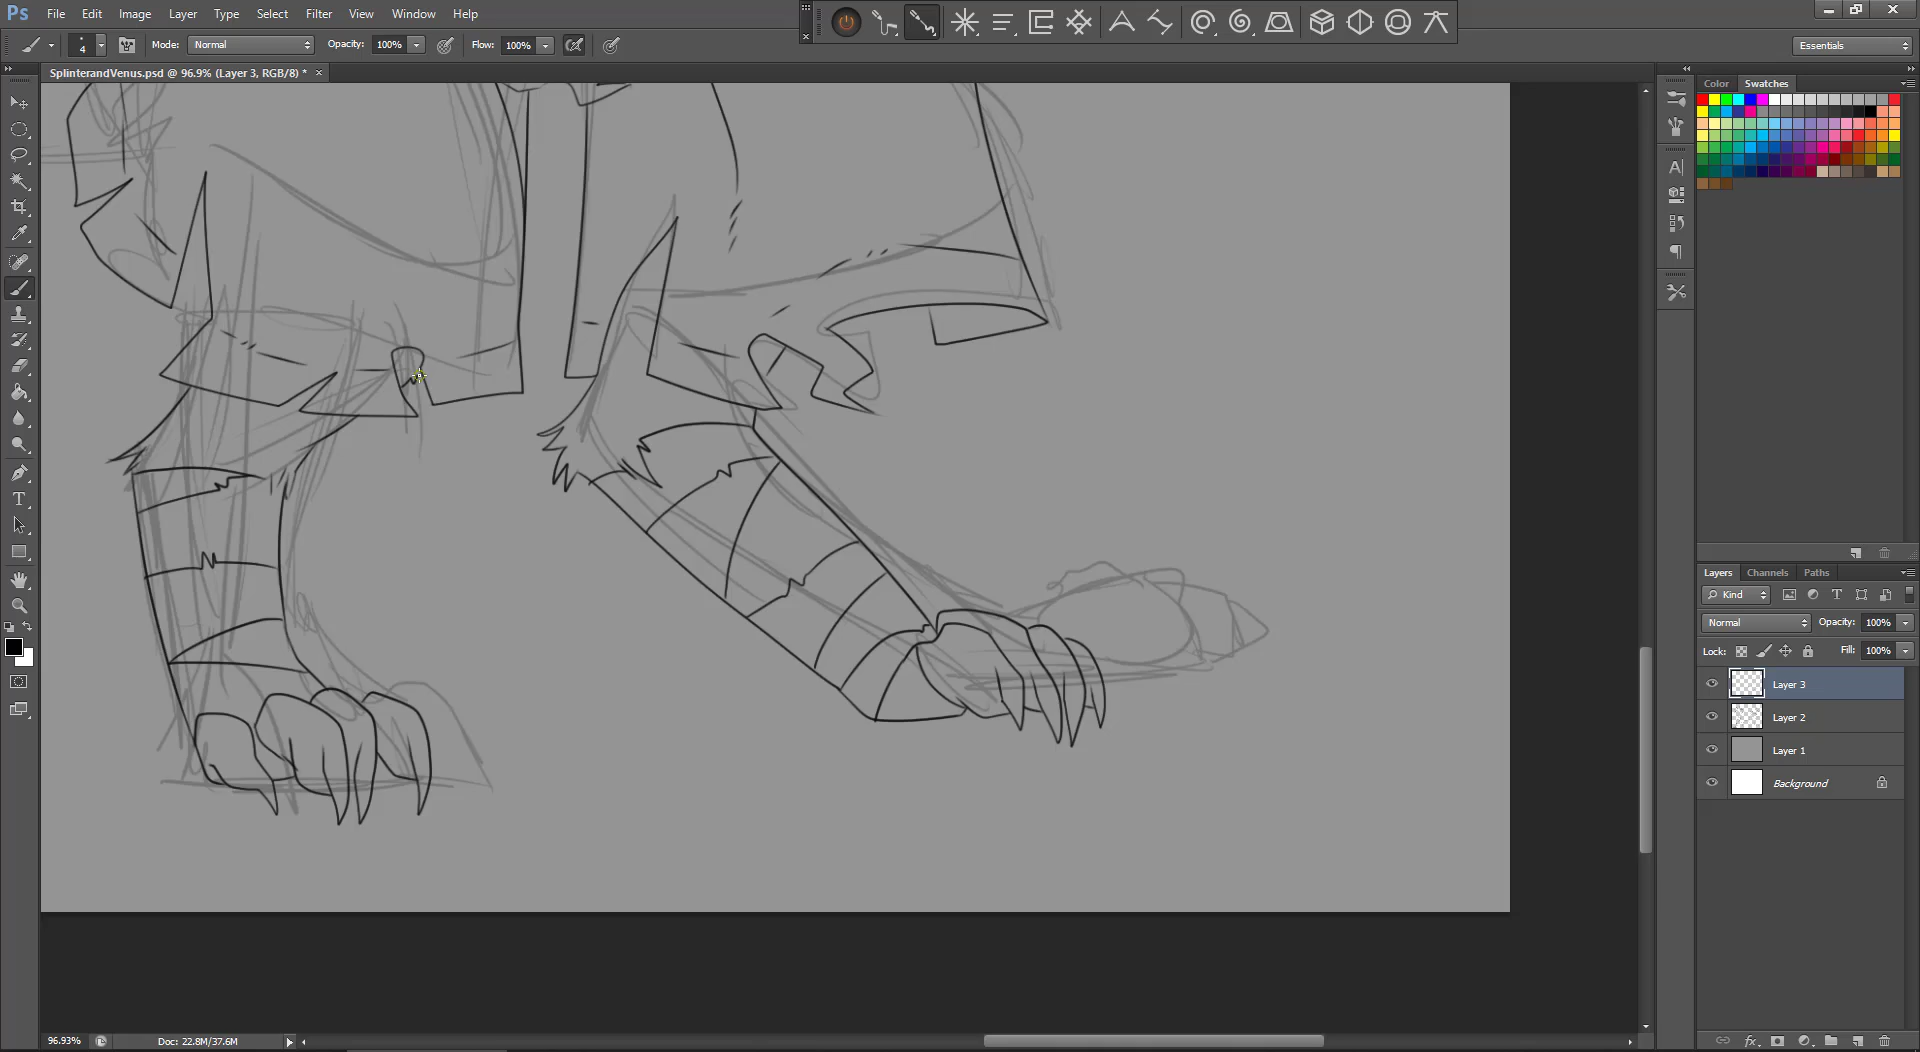 Ps File Edit Image Layer Type Select Filter View Window Help
4 Mode: Normal Opacity: 100% Flow: 100% Essentials
SplinterandVenus.psd @ 96.9% (Layer 3, RGB/8) * ×
Color Swatches
Layers Channels Paths
Kind
Normal Opacity: 100%
Lock: Fill: 100%
Layer 3
Layer 2
Layer 1
Background
96.93% Doc: 22.8M/37.6M